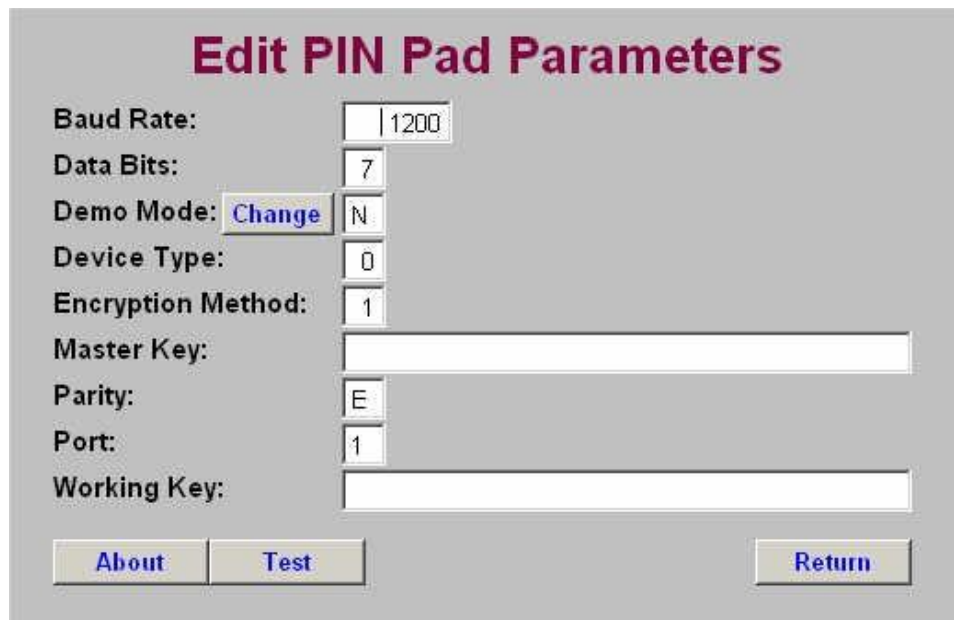 Edit PIN Pad Parameters
Baud Rate: 1200
Data Bits: 7
Demo Mode: Change N
Device Type: 0
Encryption Method: 1
Master Key:
Parity: E
Port: 1
Working Key:
About Test Return